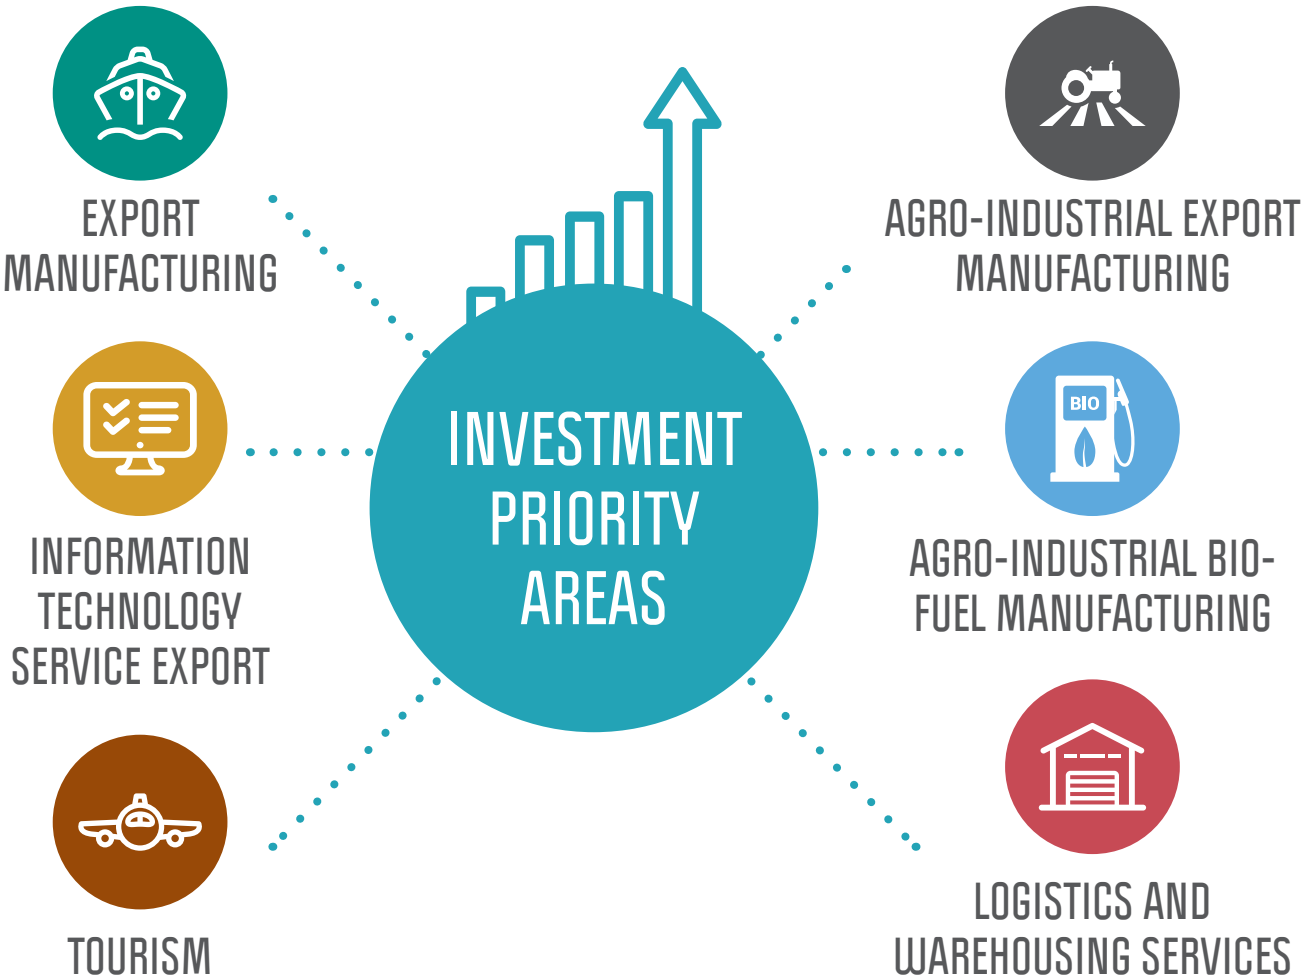 EXPORT
MANUFACTURING
INFORMATION
TECHNOLOGY
SERVICE EXPORT
TOURISM
INVESTMENT
PRIORITY
AREAS
AGRO-INDUSTRIAL EXPORT
MANUFACTURING
BIO
AGRO-INDUSTRIAL BIO-
FUEL MANUFACTURING
LOGISTICS AND
WAREHOUSING SERVICES